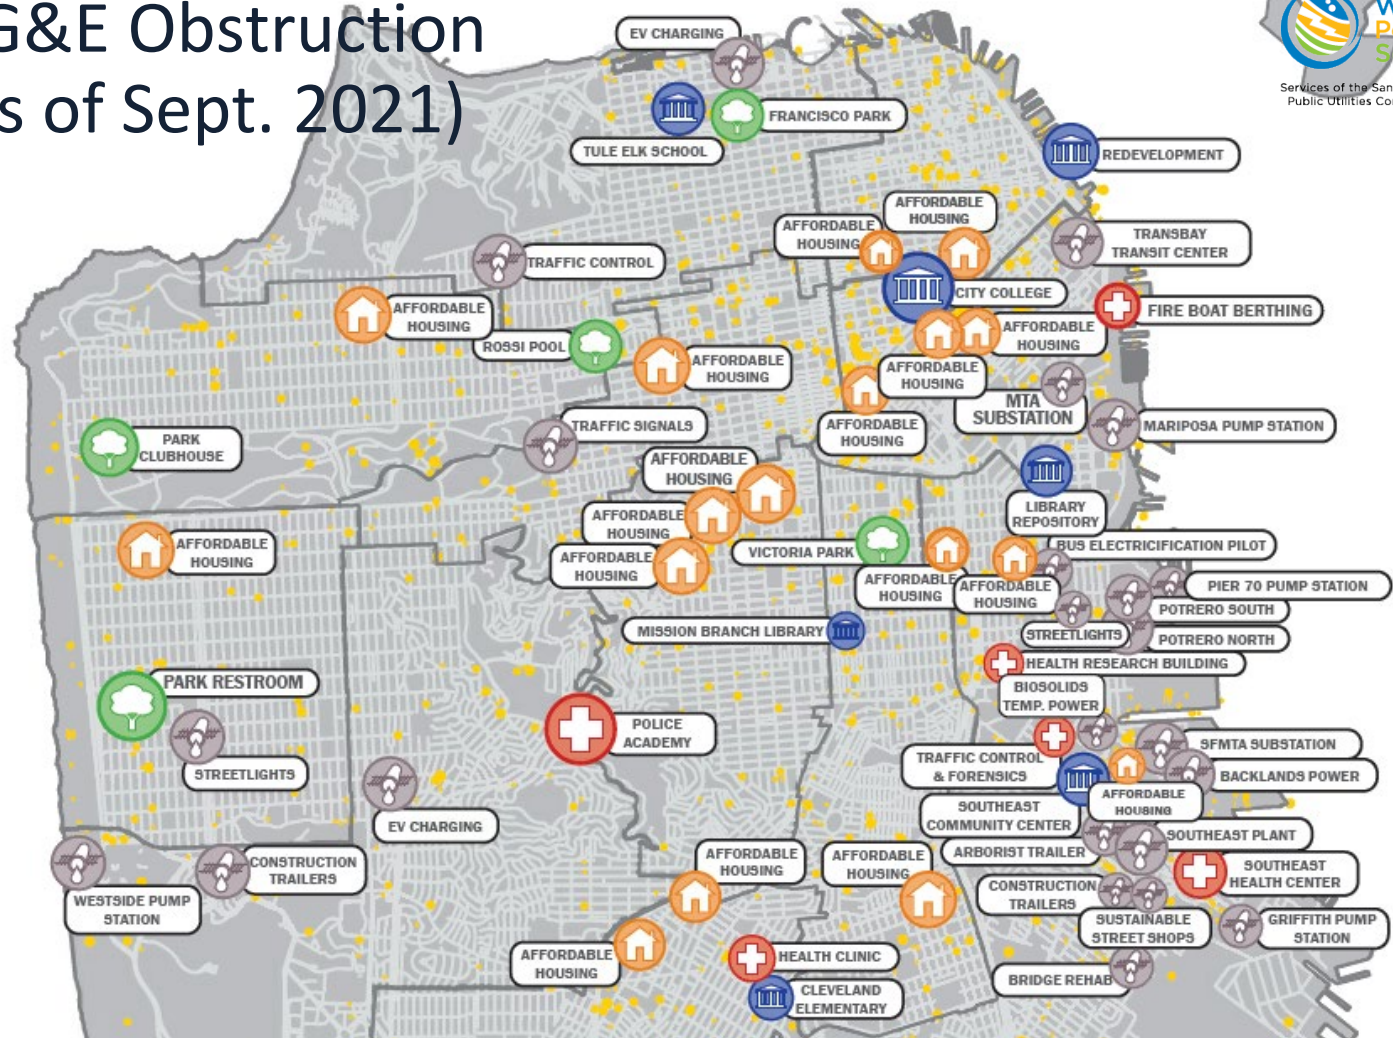 G&E Obstruction
s of Sept. 2021)
Services of the San
Public Utilities Co
EV CHARGING
FRANCISCO PARK
TULE ELK SCHOOL
REDEVELOPMENT
AFFORDABLE
HOUSING
AFFORDABLE
HOUSING
TRANSBAY
TRANSIT CENTER
TRAFFIC CONTROL
CITY COLLEGE
AFFORDABLE
HOUSING
FIRE BOAT BERTHING
ROSSI POOL
AFFORDABLE
HOUSING
AFFORDABLE
HOUSING
AFFORDABLE
HOUSING
MTA
SUBSTATION
TRAFFIC SIGNALS
AFFORDABLE
HOUSING
MARIPOSA PUMP STATION
PARK
CLUBHOUSE
AFFORDABLE
HOUSING
LIBRARY
REPOSITORY
AFFORDABLE
HOUSING
AFFORDABLE
HOUSING
VICTORIA PARK
BUS ELECTRICIFICATION PILOT
AFFORDABLE
HOUSING
AFFORDABLE
HOUSING
AFFORDABLE
HOUSING
PIER 70 PUMP STATION
POTRERO SOUTH
MISSION BRANCH LIBRARY
STREETLIGHTS
POTRERO NORTH
HEALTH RESEARCH BUILDING
PARK RESTROOM
BIOSOLIDS
TEMP. POWER
POLICE
ACADEMY
SFMTA SUBSTATION
TRAFFIC CONTROL
& FORENSICS
STREETLIGHTS
BACKLANDS POWER
AFFORDABLE
HOUSING
SOUTHEAST
COMMUNITY CENTER
EV CHARGING
SOUTHEAST PLANT
ARBORIST TRAILER
AFFORDABLE
HOUSING
AFFORDABLE
HOUSING
CONSTRUCTION
TRAILERS
SOUTHEAST
HEALTH CENTER
CONSTRUCTION
TRAILERS
WESTSIDE PUMP
STATION
SUSTAINABLE
STREET SHOPS
GRIFFITH PUMP
STATION
AFFORDABLE
HOUSING
HEALTH CLINIC
BRIDGE REHAB
CLEVELAND
ELEMENTARY